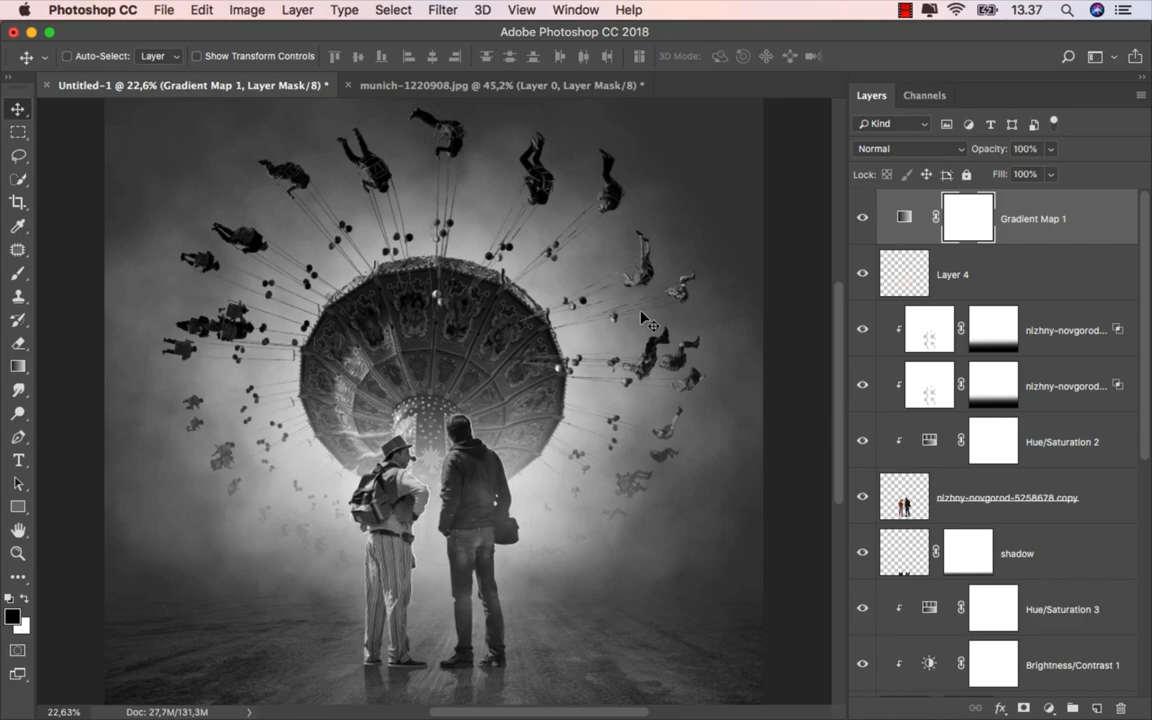 Photoshop CC File Edit Image Layer Type Select Filter 3D View Window Help 13.37
Adobe Photoshop CC 2018
Auto-Select: Layer Show Transform Controls 3D Mode:
Untitled-1 @ 22,6% (Gradient Map 1, Layer Mask/8) * munich-1220908.jpg @ 45,2% (Layer 0, Layer Mask/8) *
Layers Channels
Kind
Normal Opacity: 100%
Lock: Fill: 100%
Gradient Map 1
Layer 4
nizhny-novgorod...
nizhny-novgorod...
Hue/Saturation 2
nizhny-novgorod-5258678 copy
shadow
Hue/Saturation 3
Brightness/Contrast 1
22,63% Doc: 27,7M/131,3M